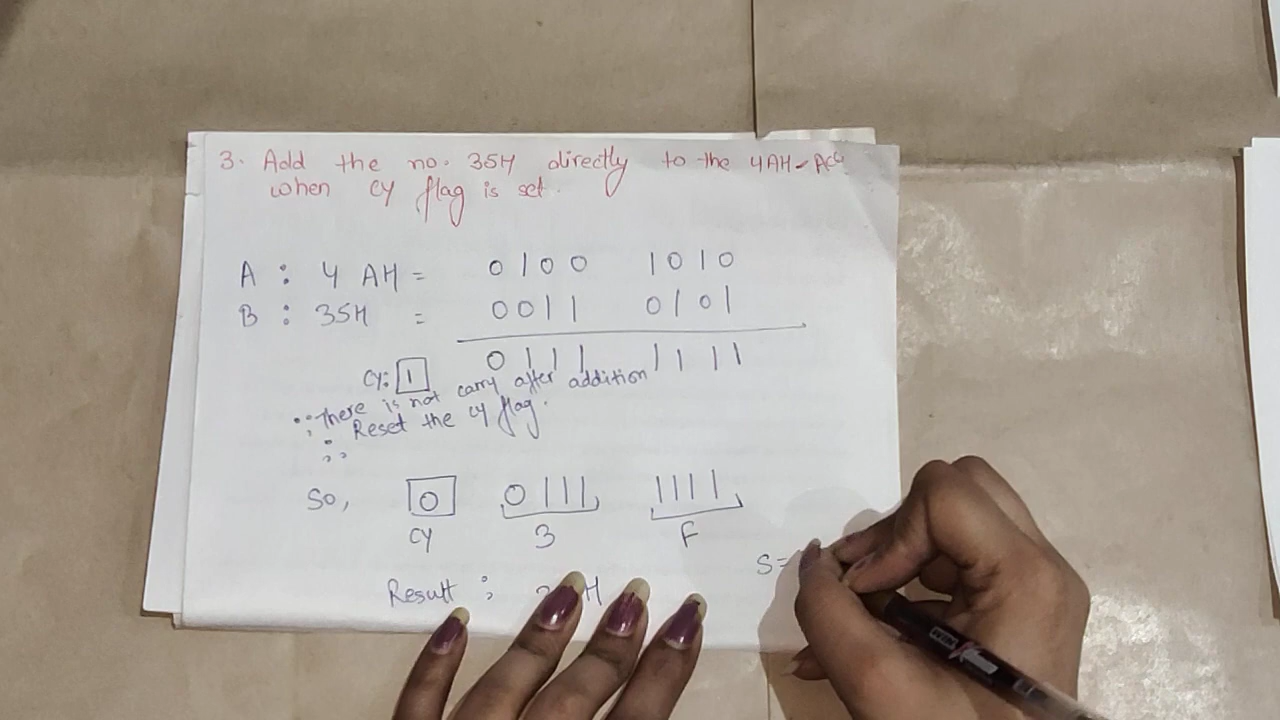 3. Add the no. 35H directly to the 4AH - Acc
when cy flag is set.
A : 4 AH = 0100 1010
B : 35H = 0011 0101
0111 1111
CY: 1
∵ There is not carry after addition
∴ Reset the cy flag.
So, 0 0111 1111
CY 3 F
Result : H
S=